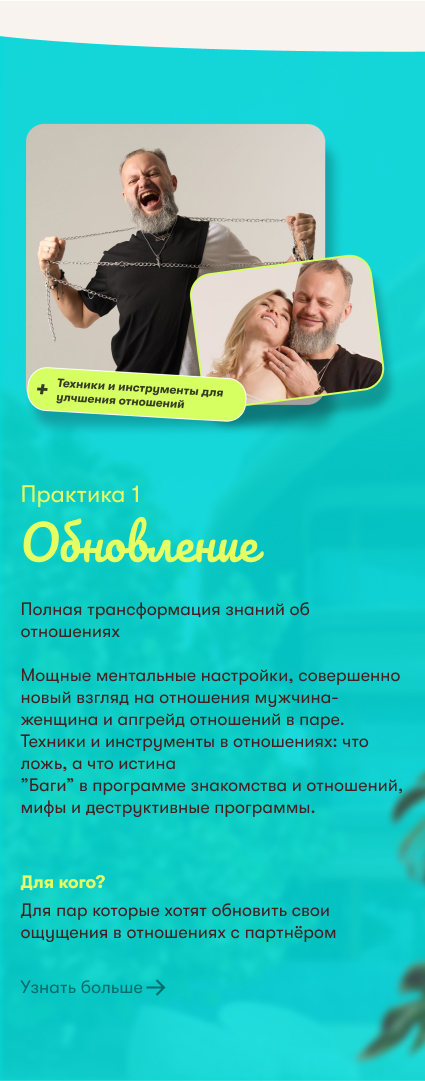 + Техники и инструменты для
улчшения отношений
Практика 1
Обновление
Полная трансформация знаний об
отношениях
Мощные ментальные настройки, совершенно
новый взгляд на отношения мужчина-
женщина и апгрейд отношений в паре.
Техники и инструменты в отношениях: что
ложь, а что истина
”Баги” в программе знакомства и отношений,
мифы и деструктивные программы.
Для кого?
Для пар которые хотят обновить свои
ощущения в отношениях с партнёром
Узнать больше →